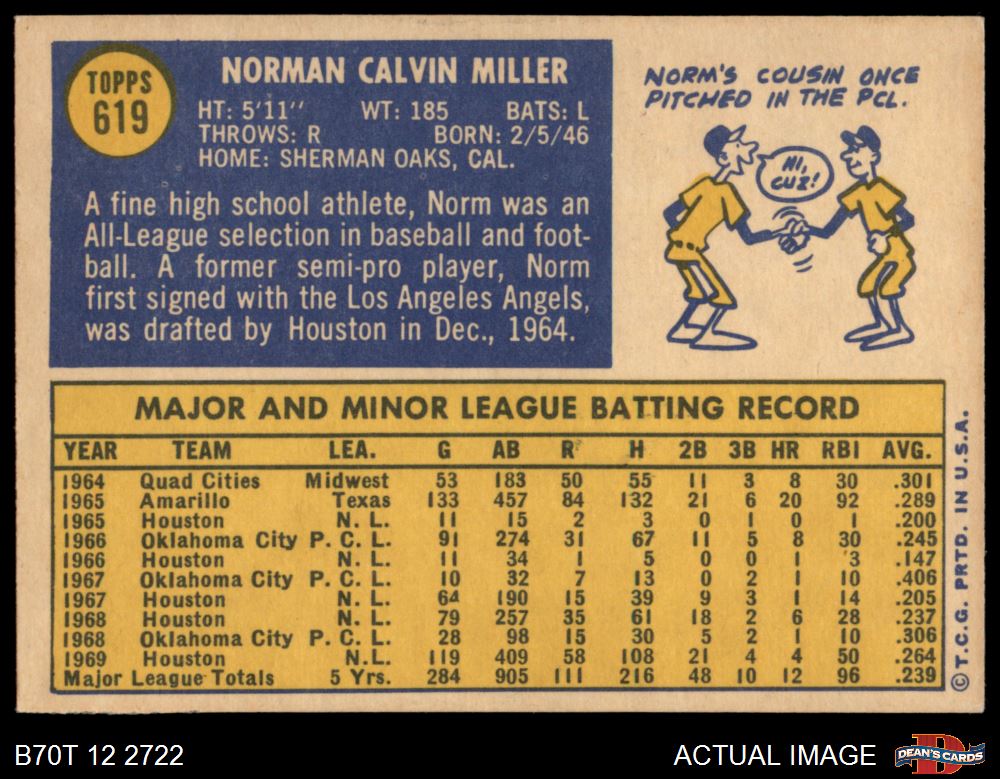 TOPPS
619
NORMAN CALVIN MILLER
HT: 5'11" WT: 185 BATS: L
THROWS: R BORN: 2/5/46
HOME: SHERMAN OAKS, CAL.
A fine high school athlete, Norm was an
All-League selection in baseball and foot-
ball. A former semi-pro player, Norm
first signed with the Los Angeles Angels,
was drafted by Houston in Dec., 1964.
NORM'S COUSIN ONCE
PITCHED IN THE PCL.
HI,
CUZ!
MAJOR AND MINOR LEAGUE BATTING RECORD
YEAR TEAM LEA. G AB R H 2B 3B HR RBI AVG.
1964 Quad Cities Midwest 53 183 50 55 11 3 8 30 .301
1965 Amarillo Texas 133 457 84 132 21 6 20 92 .289
1965 Houston N. L. 11 15 2 3 0 1 0 1 .200
1966 Oklahoma City P. C. L. 91 274 31 67 11 5 8 30 .245
1966 Houston N. L. 11 34 1 5 0 0 1 3 .147
1967 Oklahoma City P. C. L. 10 32 7 13 0 2 1 10 .406
1967 Houston N. L. 64 190 15 39 9 3 1 14 .205
1968 Houston N. L. 79 257 35 61 18 2 6 28 .237
1968 Oklahoma City P. C. L. 28 98 15 30 5 2 1 10 .306
1969 Houston N.L. 119 409 58 108 21 4 4 50 .264
Major League Totals 5 Yrs. 284 905 111 216 48 10 12 96 .239
© T.C.G. PRTD. IN U.S.A.
B70T 12 2722
ACTUAL IMAGE
DEAN'S CARDS